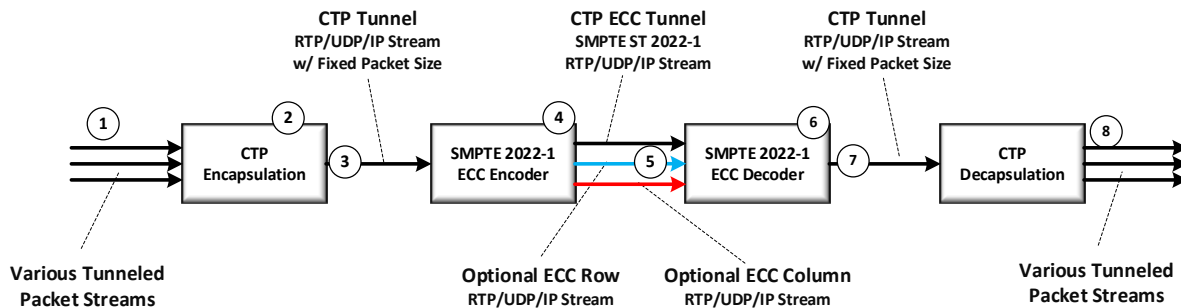 CTP Tunnel
RTP/UDP/IP Stream
w/ Fixed Packet Size
CTP ECC Tunnel
SMPTE ST 2022-1
RTP/UDP/IP Stream
CTP Tunnel
RTP/UDP/IP Stream
w/ Fixed Packet Size
1
2
CTP
Encapsulation
3
4
SMPTE 2022-1
ECC Encoder
5
6
SMPTE 2022-1
ECC Decoder
7
CTP
Decapsulation
8
Various Tunneled
Packet Streams
Optional ECC Row
RTP/UDP/IP Stream
Optional ECC Column
RTP/UDP/IP Stream
Various Tunneled
Packet Streams